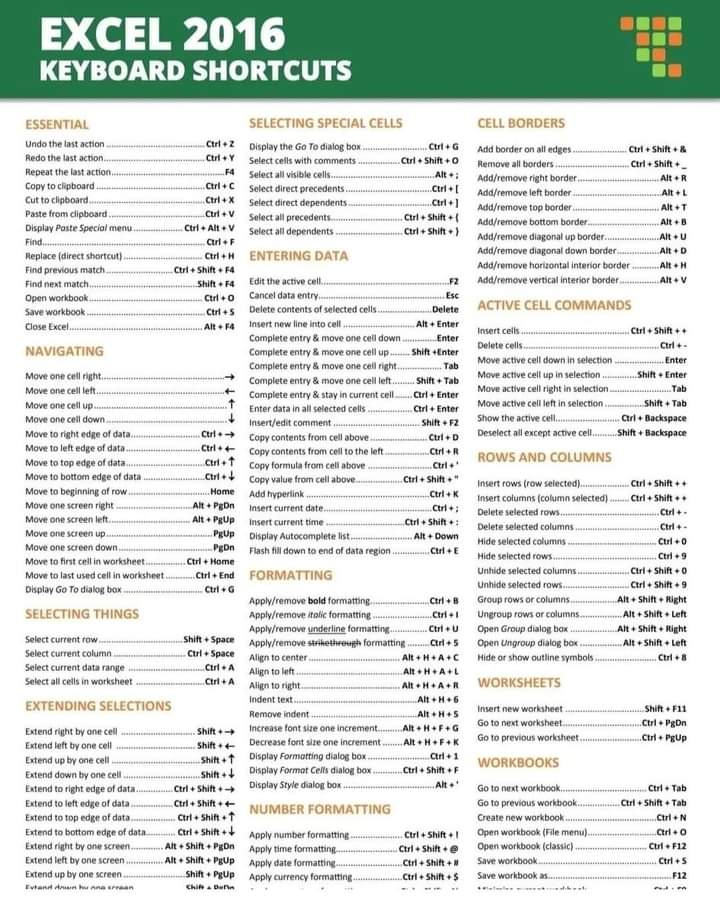 EXCEL 2016
KEYBOARD SHORTCUTS
ESSENTIAL
Undo the last action ........ Ctrl + Z
Redo the last action ........ Ctrl + Y
Repeat the last action ........ F4
Copy to clipboard ........ Ctrl + C
Cut to clipboard ........ Ctrl + X
Paste from clipboard ........ Ctrl + V
Display Paste Special menu ........ Ctrl + Alt + V
Find ........ Ctrl + F
Replace (direct shortcut) ........ Ctrl + H
Find previous match ........ Ctrl + Shift + F4
Find next match ........ Shift + F4
Open workbook ........ Ctrl + O
Save workbook ........ Ctrl + S
Close Excel ........ Alt + F4
NAVIGATING
Move one cell right ........ →
Move one cell left ........ ←
Move one cell up ........ ↑
Move one cell down ........ ↓
Move to right edge of data ........ Ctrl + →
Move to left edge of data ........ Ctrl + ←
Move to top edge of data ........ Ctrl + ↑
Move to bottom edge of data ........ Ctrl + ↓
Move to beginning of row ........ Home
Move one screen right ........ Alt + PgDn
Move one screen left ........ Alt + PgUp
Move one screen up ........ PgUp
Move one screen down ........ PgDn
Move to first cell in worksheet ........ Ctrl + Home
Move to last used cell in worksheet ........ Ctrl + End
Display Go To dialog box ........ Ctrl + G
SELECTING THINGS
Select current row ........ Shift + Space
Select current column ........ Ctrl + Space
Select current data range ........ Ctrl + A
Select all cells in worksheet ........ Ctrl + A
EXTENDING SELECTIONS
Extend right by one cell ........ Shift + →
Extend left by one cell ........ Shift + ←
Extend up by one cell ........ Shift + ↑
Extend down by one cell ........ Shift + ↓
Extend to right edge of data ........ Ctrl + Shift + →
Extend to left edge of data ........ Ctrl + Shift + ←
Extend to top edge of data ........ Ctrl + Shift + ↑
Extend to bottom edge of data ........ Ctrl + Shift + ↓
Extend right by one screen ........ Alt + Shift + PgDn
Extend left by one screen ........ Alt + Shift + PgUp
Extend up by one screen ........ Shift + PgUp
Extend down by one screen ........ Shift + PgDn
SELECTING SPECIAL CELLS
Display the Go To dialog box ........ Ctrl + G
Select cells with comments ........ Ctrl + Shift + O
Select all visible cells ........ Alt + ;
Select direct precedents ........ Ctrl + [
Select direct dependents ........ Ctrl + ]
Select all precedents ........ Ctrl + Shift + {
Select all dependents ........ Ctrl + Shift + }
ENTERING DATA
Edit the active cell ........ F2
Cancel data entry ........ Esc
Delete contents of selected cells ........ Delete
Insert new line into cell ........ Alt + Enter
Complete entry & move one cell down ........ Enter
Complete entry & move one cell up ........ Shift +Enter
Complete entry & move one cell right ........ Tab
Complete entry & move one cell left ........ Shift + Tab
Complete entry & stay in current cell ........ Ctrl + Enter
Enter data in all selected cells ........ Ctrl + Enter
Insert/edit comment ........ Shift + F2
Copy contents from cell above ........ Ctrl + D
Copy contents from cell to the left ........ Ctrl + R
Copy formula from cell above ........ Ctrl + '
Copy value from cell above ........ Ctrl + Shift + "
Add hyperlink ........ Ctrl + K
Insert current date ........ Ctrl + ;
Insert current time ........ Ctrl + Shift + :
Display Autocomplete list ........ Alt + Down
Flash fill down to end of data region ........ Ctrl + E
FORMATTING
Apply/remove bold formatting ........ Ctrl + B
Apply/remove italic formatting ........ Ctrl + I
Apply/remove underline formatting ........ Ctrl + U
Apply/remove strikethrough formatting ........ Ctrl + 5
Align to center ........ Alt + H + A + C
Align to left ........ Alt + H + A + L
Align to right ........ Alt + H + A + R
Indent text ........ Alt + H + 6
Remove indent ........ Alt + H + 5
Increase font size one increment ........ Alt + H + F + G
Decrease font size one increment ........ Alt + H + F + K
Display Formatting dialog box ........ Ctrl + 1
Display Format Cells dialog box ........ Ctrl + Shift + F
Display Style dialog box ........ Alt + '
NUMBER FORMATTING
Apply number formatting ........ Ctrl + Shift + !
Apply time formatting ........ Ctrl + Shift + @
Apply date formatting ........ Ctrl + Shift + #
Apply currency formatting ........ Ctrl + Shift + $
CELL BORDERS
Add border on all edges ........ Ctrl + Shift + &
Remove all borders ........ Ctrl + Shift + _
Add/remove right border ........ Alt + R
Add/remove left border ........ Alt + L
Add/remove top border ........ Alt + T
Add/remove bottom border ........ Alt + B
Add/remove diagonal up border ........ Alt + U
Add/remove diagonal down border ........ Alt + D
Add/remove horizontal interior border ........ Alt + H
Add/remove vertical interior border ........ Alt + V
ACTIVE CELL COMMANDS
Insert cells ........ Ctrl + Shift + +
Delete cells ........ Ctrl + -
Move active cell down in selection ........ Enter
Move active cell up in selection ........ Shift + Enter
Move active cell right in selection ........ Tab
Move active cell left in selection ........ Shift + Tab
Show the active cell ........ Ctrl + Backspace
Deselect all except active cell ........ Shift + Backspace
ROWS AND COLUMNS
Insert rows (row selected) ........ Ctrl + Shift + +
Insert columns (column selected) ........ Ctrl + Shift + +
Delete selected rows ........ Ctrl + -
Delete selected columns ........ Ctrl + -
Hide selected columns ........ Ctrl + 0
Hide selected rows ........ Ctrl + 9
Unhide selected columns ........ Ctrl + Shift + 0
Unhide selected rows ........ Ctrl + Shift + 9
Group rows or columns ........ Alt + Shift + Right
Ungroup rows or columns ........ Alt + Shift + Left
Open Group dialog box ........ Alt + Shift + Right
Open Ungroup dialog box ........ Alt + Shift + Left
Hide or show outline symbols ........ Ctrl + 8
WORKSHEETS
Insert new worksheet ........ Shift + F11
Go to next worksheet ........ Ctrl + PgDn
Go to previous worksheet ........ Ctrl + PgUp
WORKBOOKS
Go to next workbook ........ Ctrl + Tab
Go to previous workbook ........ Ctrl + Shift + Tab
Create new workbook ........ Ctrl + N
Open workbook (File menu) ........ Ctrl + O
Open workbook (classic) ........ Ctrl + F12
Save workbook ........ Ctrl + S
Save workbook as ........ F12